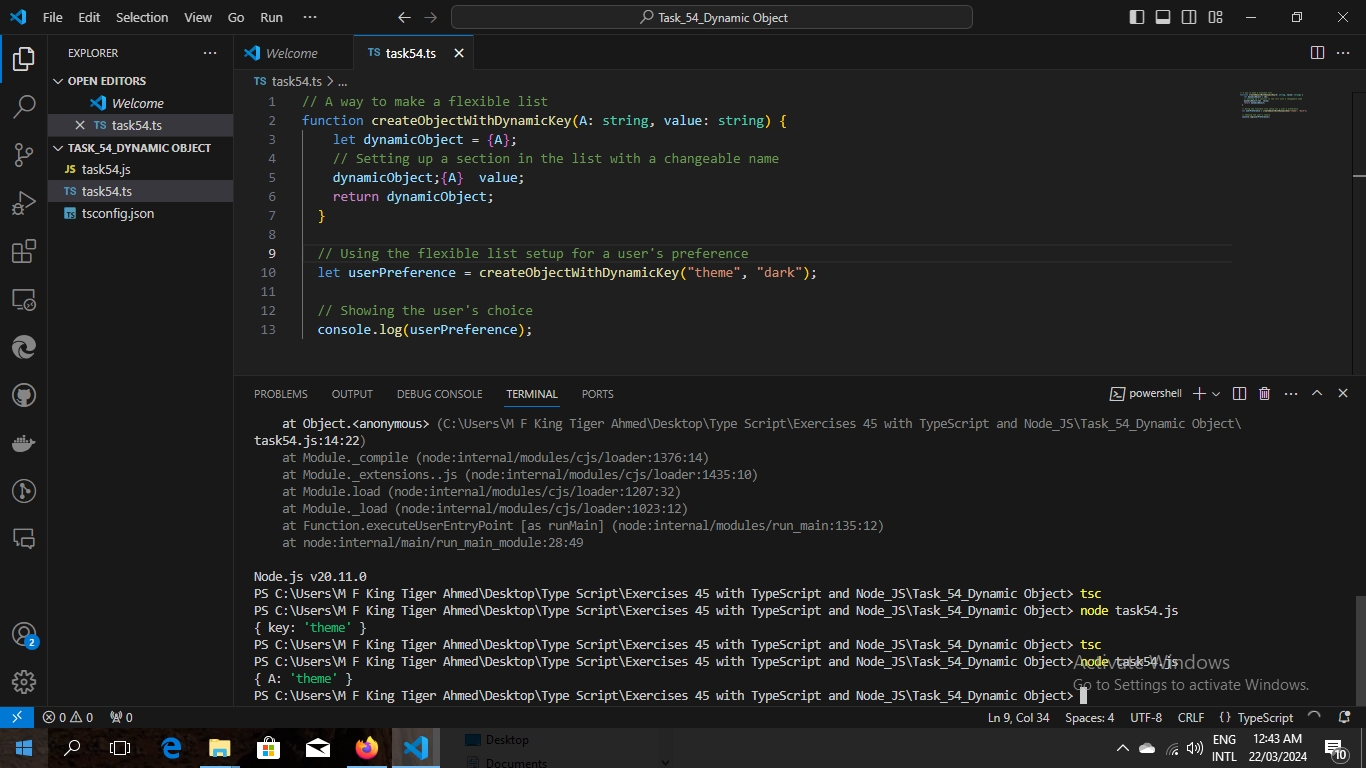 File Edit Selection View Go Run ··· Task_54_Dynamic Object
EXPLORER ···
OPEN EDITORS
Welcome
TS task54.ts
TASK_54_DYNAMIC OBJECT
JS task54.js
TS task54.ts
TS tsconfig.json
2
Welcome TS task54.ts
TS task54.ts > ...
1 // A way to make a flexible list
2 function createObjectWithDynamicKey(A: string, value: string) {
3 let dynamicObject = {A};
4 // Setting up a section in the list with a changeable name
5 dynamicObject;{A}  value;
6 return dynamicObject;
7 }
8
9 // Using the flexible list setup for a user's preference
10 let userPreference = createObjectWithDynamicKey("theme", "dark");
11
12 // Showing the user's choice
13 console.log(userPreference);
PROBLEMS OUTPUT DEBUG CONSOLE TERMINAL PORTS powershell
at Object.<anonymous> (C:\Users\M F King Tiger Ahmed\Desktop\Type Script\Exercises 45 with TypeScript and Node_JS\Task_54_Dynamic Object\
task54.js:14:22)
at Module._compile (node:internal/modules/cjs/loader:1376:14)
at Module._extensions..js (node:internal/modules/cjs/loader:1435:10)
at Module.load (node:internal/modules/cjs/loader:1207:32)
at Module._load (node:internal/modules/cjs/loader:1023:12)
at Function.executeUserEntryPoint [as runMain] (node:internal/modules/run_main:135:12)
at node:internal/main/run_main_module:28:49
Node.js v20.11.0
PS C:\Users\M F King Tiger Ahmed\Desktop\Type Script\Exercises 45 with TypeScript and Node_JS\Task_54_Dynamic Object> tsc
PS C:\Users\M F King Tiger Ahmed\Desktop\Type Script\Exercises 45 with TypeScript and Node_JS\Task_54_Dynamic Object> node task54.js
{ key: 'theme' }
PS C:\Users\M F King Tiger Ahmed\Desktop\Type Script\Exercises 45 with TypeScript and Node_JS\Task_54_Dynamic Object> tsc
PS C:\Users\M F King Tiger Ahmed\Desktop\Type Script\Exercises 45 with TypeScript and Node_JS\Task_54_Dynamic Object> node task54.js
{ A: 'theme' }
PS C:\Users\M F King Tiger Ahmed\Desktop\Type Script\Exercises 45 with TypeScript and Node_JS\Task_54_Dynamic Object>
Activate Windows
Go to Settings to activate Windows.
0 0 0 Ln 9, Col 34 Spaces: 4 UTF-8 CRLF {} TypeScript
Desktop
Documents
ENG
INTL
12:43 AM
22/03/2024
10